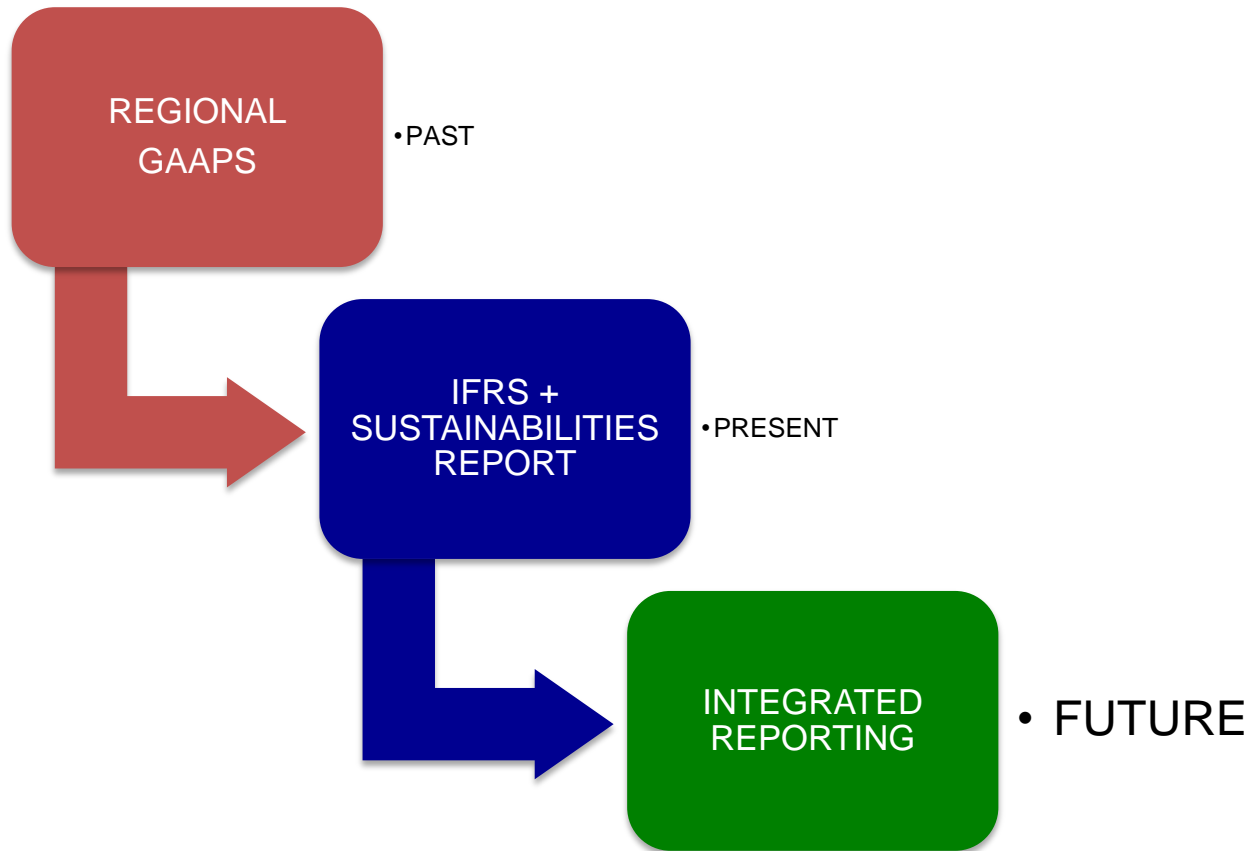 REGIONAL
GAAPS
•PAST
IFRS +
SUSTAINABILITIES
REPORT
•PRESENT
INTEGRATED
REPORTING
• FUTURE